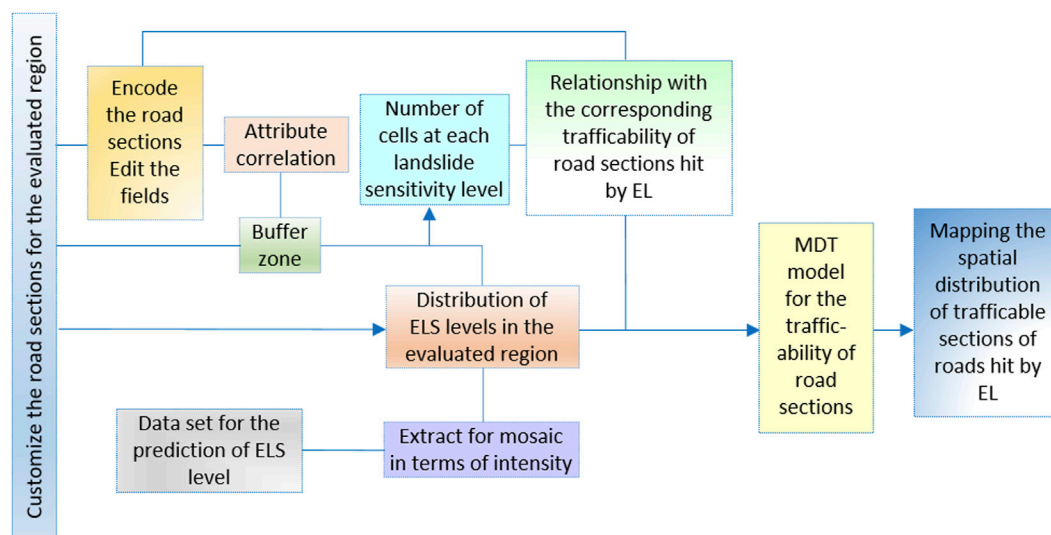 Customize the road sections for the evaluated region
Encode
the road
sections
Edit the
fields
Attribute
correlation
Buffer
zone
Number of
cells at each
landslide
sensitivity level
Relationship with
the corresponding
trafficability of
road sections hit
by EL
Distribution of
ELS levels in the
evaluated region
Data set for the
prediction of ELS
level
Extract for mosaic
in terms of intensity
MDT
model
for the
traffic-
ability of
road
sections
Mapping the
spatial
distribution
of trafficable
sections of
roads hit by
EL